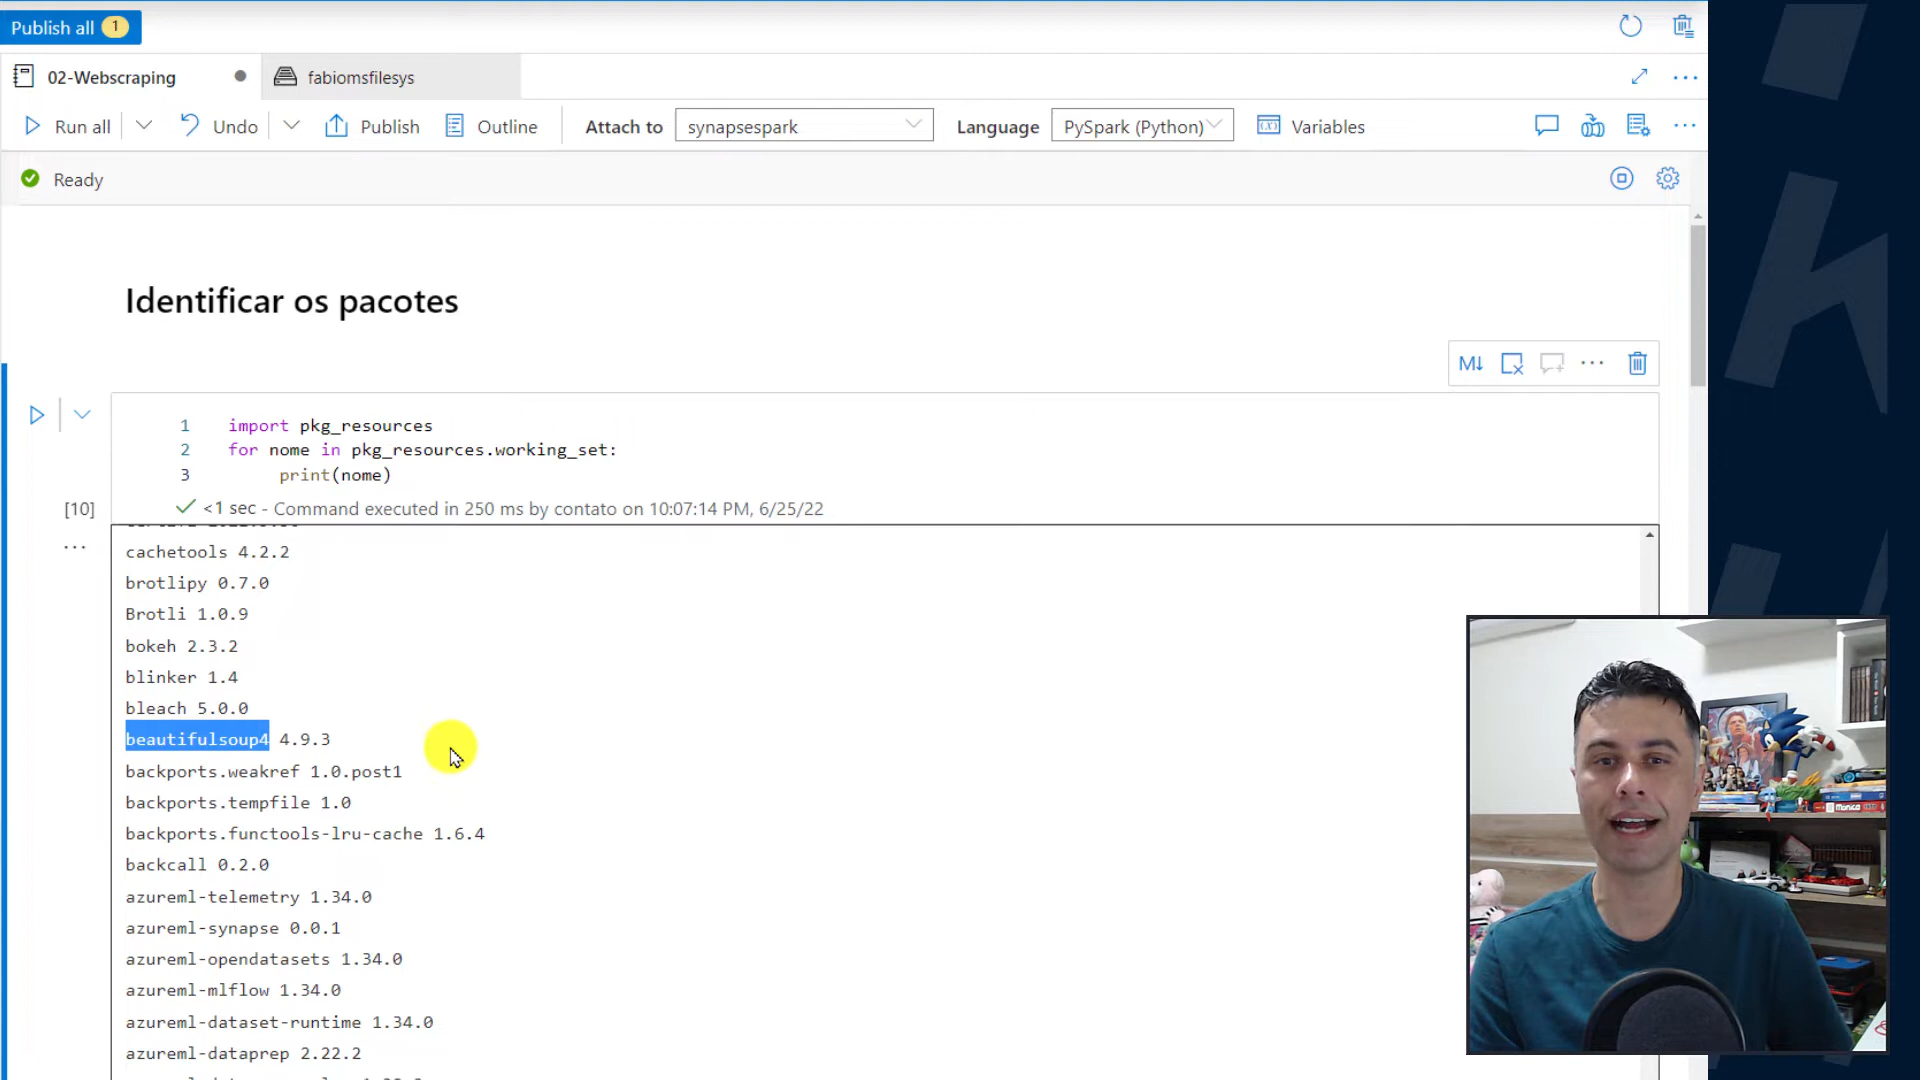 Publish all 1
02-Webscraping
fabiomsfilesys
Run all
Undo
Publish
Outline
Attach to
synapsespark
Language
PySpark (Python)
Variables
Ready
Identificar os pacotes
M↓
1 import pkg_resources
2 for nome in pkg_resources.working_set:
3 print(nome)
[10]
<1 sec - Command executed in 250 ms by contato on 10:07:14 PM, 6/25/22
cachetools 4.2.2
brotlipy 0.7.0
Brotli 1.0.9
bokeh 2.3.2
blinker 1.4
bleach 5.0.0
beautifulsoup4 4.9.3
backports.weakref 1.0.post1
backports.tempfile 1.0
backports.functools-lru-cache 1.6.4
backcall 0.2.0
azureml-telemetry 1.34.0
azureml-synapse 0.0.1
azureml-opendatasets 1.34.0
azureml-mlflow 1.34.0
azureml-dataset-runtime 1.34.0
azureml-dataprep 2.22.2
Monica